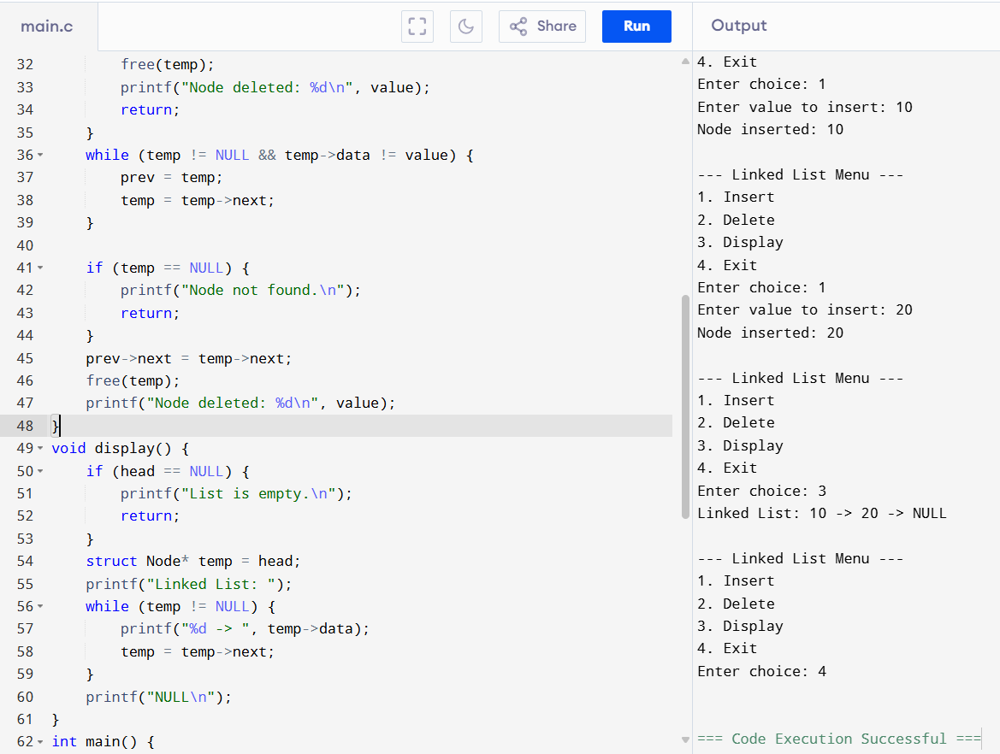 main.c
Share
Run
Output
32 free(temp);
33 printf("Node deleted: %d\n", value);
34 return;
35 }
36 while (temp != NULL && temp->data != value) {
37 prev = temp;
38 temp = temp->next;
39 }
40
41 if (temp == NULL) {
42 printf("Node not found.\n");
43 return;
44 }
45 prev->next = temp->next;
46 free(temp);
47 printf("Node deleted: %d\n", value);
48 }
49 void display() {
50 if (head == NULL) {
51 printf("List is empty.\n");
52 return;
53 }
54 struct Node* temp = head;
55 printf("Linked List: ");
56 while (temp != NULL) {
57 printf("%d -> ", temp->data);
58 temp = temp->next;
59 }
60 printf("NULL\n");
61 }
62 int main() {
4. Exit
Enter choice: 1
Enter value to insert: 10
Node inserted: 10
--- Linked List Menu ---
1. Insert
2. Delete
3. Display
4. Exit
Enter choice: 1
Enter value to insert: 20
Node inserted: 20
--- Linked List Menu ---
1. Insert
2. Delete
3. Display
4. Exit
Enter choice: 3
Linked List: 10 -> 20 -> NULL
--- Linked List Menu ---
1. Insert
2. Delete
3. Display
4. Exit
Enter choice: 4
=== Code Execution Successful ===